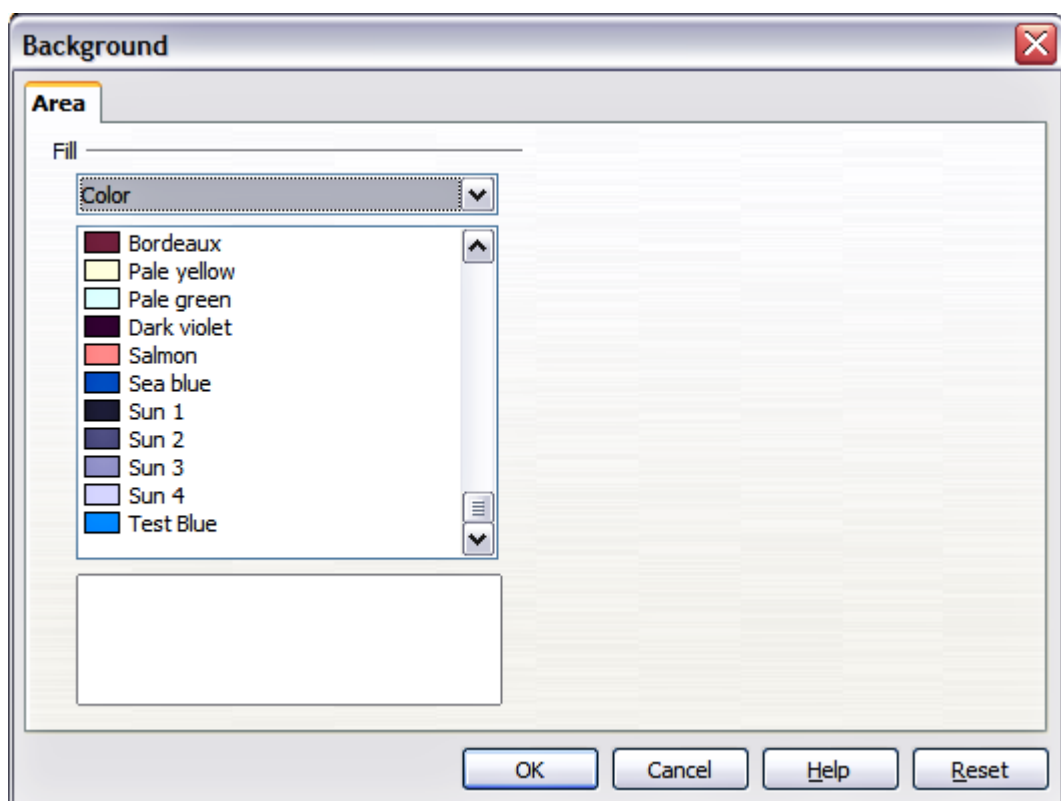 Background
Area
Fill
Color
Bordeaux
Pale yellow
Pale green
Dark violet
Salmon
Sea blue
Sun 1
Sun 2
Sun 3
Sun 4
Test Blue
OK Cancel Help Reset